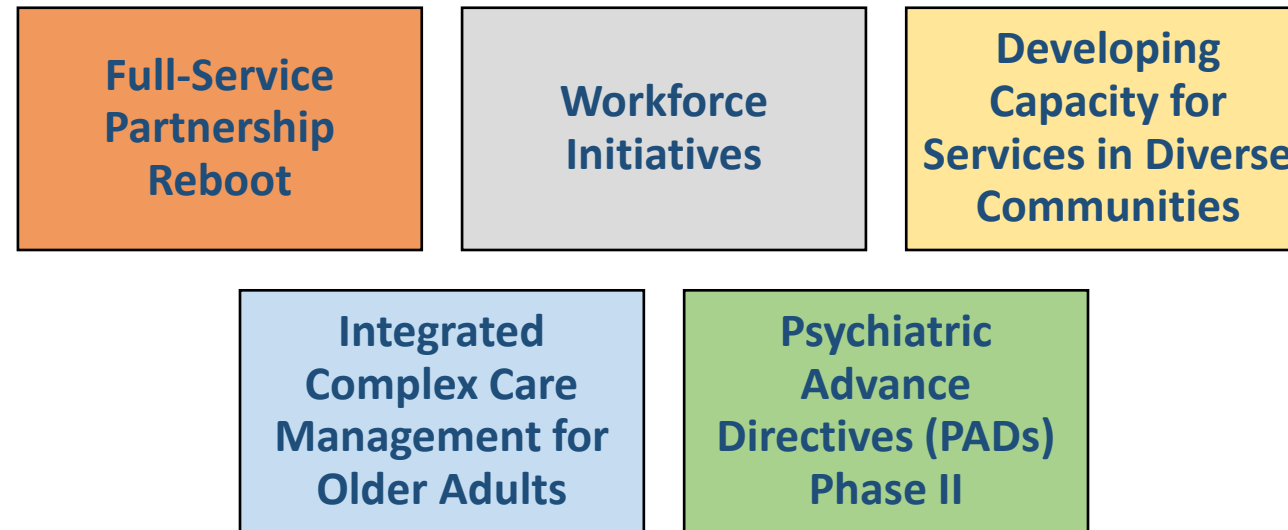 Full-Service
Partnership
Reboot
Workforce
Initiatives
Developing
Capacity for
Services in Diverse
Communities
Integrated
Complex Care
Management for
Older Adults
Psychiatric
Advance
Directives (PADs)
Phase II